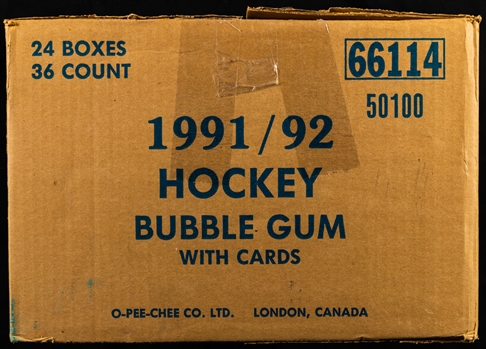 24 BOXES
36 COUNT
66114
50100
1991/92
HOCKEY
BUBBLE GUM
WITH CARDS
O-PEE-CHEE CO. LTD. LONDON, CANADA